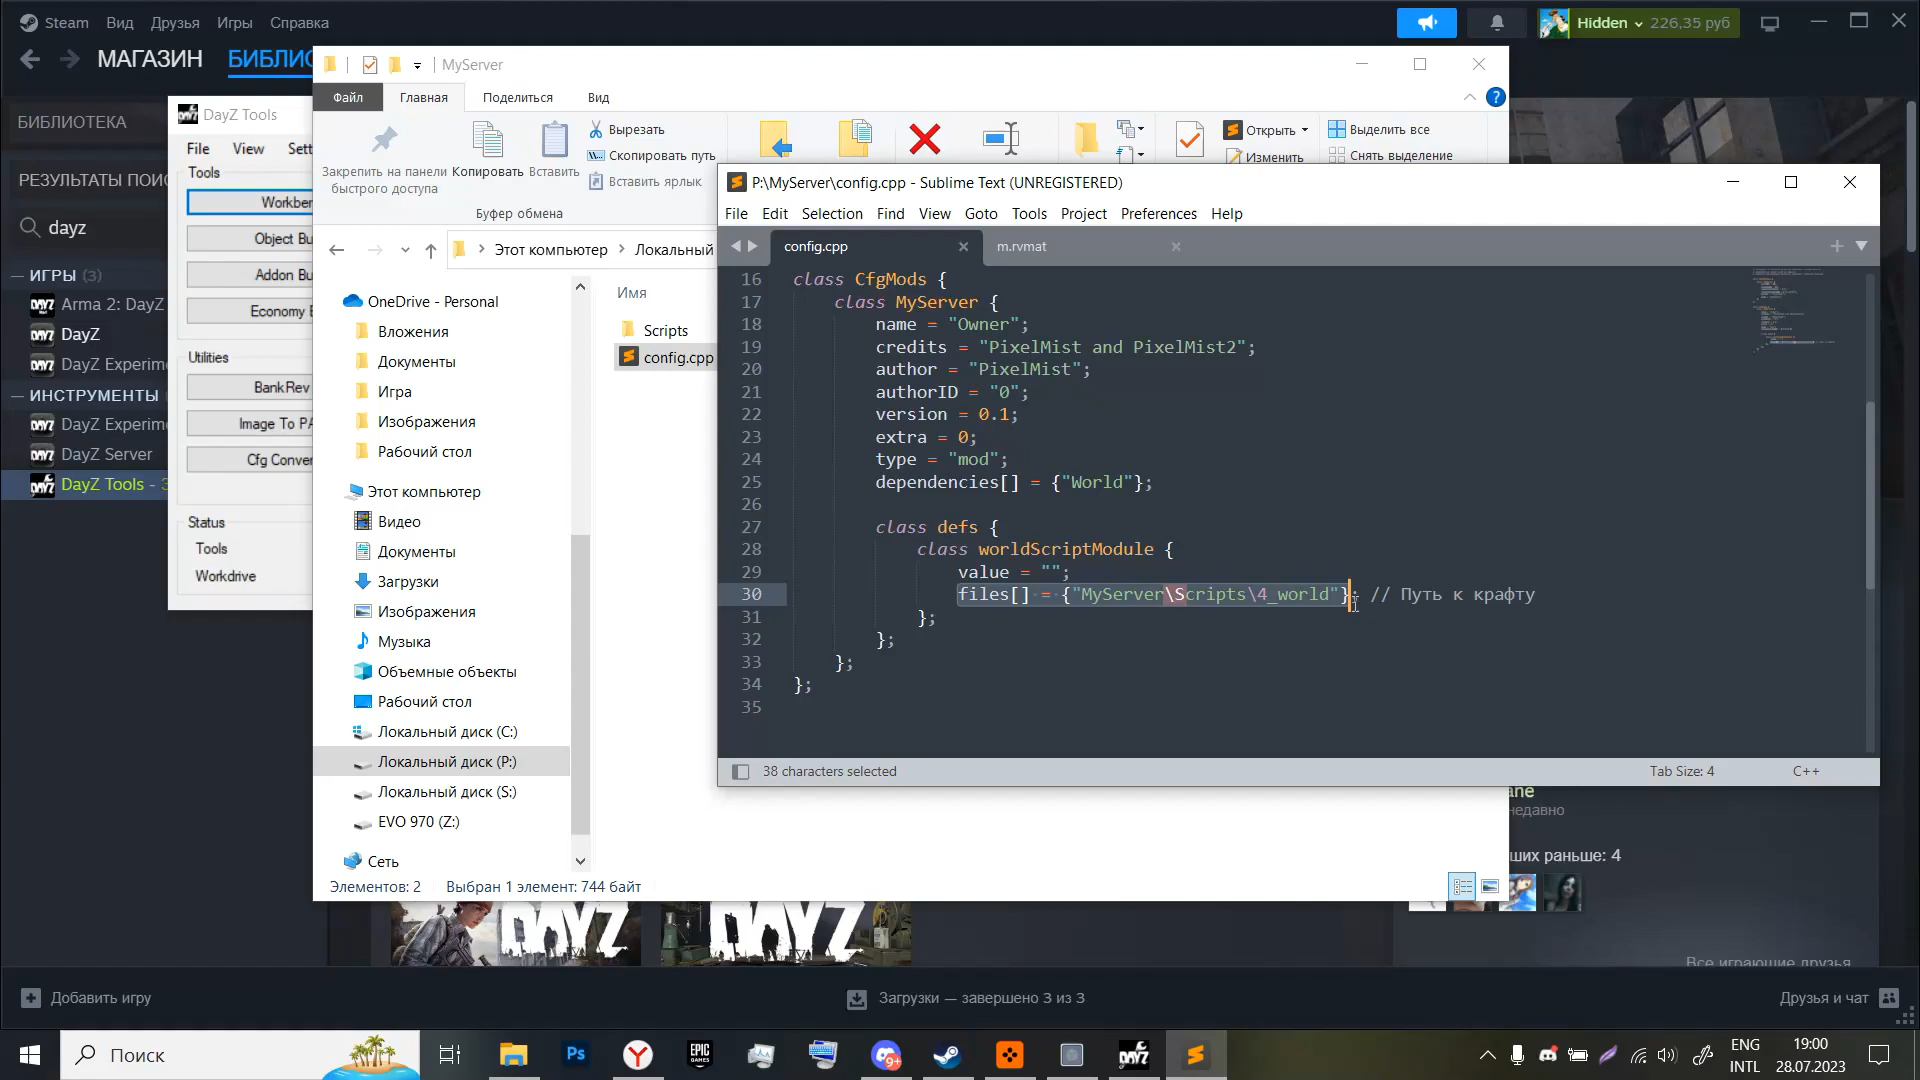 Steam Вид Друзья Игры Справка
Hidden 226,35 руб
МАГАЗИН БИБЛИО
БИБЛИОТЕКА
РЕЗУЛЬТАТЫ ПОИС
dayz
ИГРЫ (3)
Arma 2: DayZ
DayZ
DayZ Experime
ИНСТРУМЕНТЫ
DayZ Experime
DayZ Server
DayZ Tools - 3
DayZ Tools
File View Sett
Tools
Workben
Object Bu
Addon Bu
Economy E
Utilities
BankRev
Image To PA
Cfg Conver
Status
Tools
Workdrive
MyServer
Файл Главная Поделиться Вид
Закрепить на панели быстрого доступа
Копировать
Вставить
Вырезать
Скопировать путь
Вставить ярлык
Буфер обмена
Открыть
Изменить
Выделить все
Снять выделение
Этот компьютер Локальный
OneDrive - Personal
Вложения
Документы
Игра
Изображения
Рабочий стол
Этот компьютер
Видео
Документы
Загрузки
Изображения
Музыка
Объемные объекты
Рабочий стол
Локальный диск (C:)
Локальный диск (P:)
Локальный диск (S:)
EVO 970 (Z:)
Сеть
Имя
Scripts
config.cpp
Элементов: 2 Выбран 1 элемент: 744 байт
P:\MyServer\config.cpp - Sublime Text (UNREGISTERED)
File Edit Selection Find View Goto Tools Project Preferences Help
config.cpp m.rvmat
16 class CfgMods {
17 class MyServer {
18 name = "Owner";
19 credits = "PixelMist and PixelMist2";
20 author = "PixelMist";
21 authorID = "0";
22 version = 0.1;
23 extra = 0;
24 type = "mod";
25 dependencies[] = {"World"};
26
27 class defs {
28 class worldScriptModule {
29 value = "";
30 files[] = {"MyServer\Scripts\4_world"}; // Путь к крафту
31 };
32 };
33 };
34 };
35
38 characters selected Tab Size: 4 C++
ane
недавно
ших раньше: 4
Все играющие друзья
DAYZ DAYZ
Добавить игру Загрузки — завершено 3 из 3 Друзья и чат
Поиск
ENG
INTL
19:00
28.07.2023